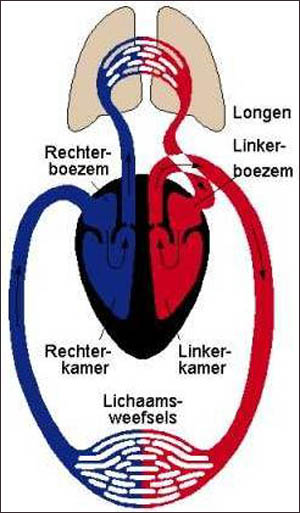 Longen
Rechter-
boezem
Linker-
boezem
Rechter-
kamer
Linker-
kamer
Lichaams-
weefsels